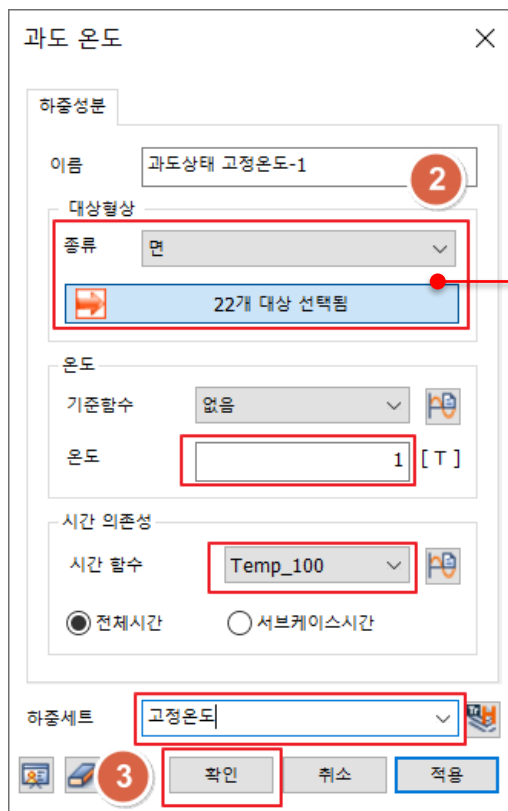 과도 온도
하중성분
이름 과도상태 고정온도-1
2
대상형상
종류 면
22개 대상 선택됨
온도
기준함수 없음
온도 1 [ T ]
시간 의존성
시간 함수 Temp_100
전체시간 서브케이스시간
하중세트 고정온도
3 확인 취소 적용